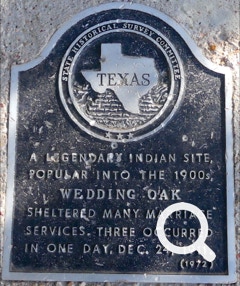 STATE HISTORICAL SURVEY COMMITTEE
TEXAS
A LEGENDARY INDIAN SITE,
POPULAR INTO THE 1900s,
WEDDING OAK
SHELTERED MANY MARRIAGE
SERVICES. THREE OCCURRED
IN ONE DAY, DEC. 
(1972)